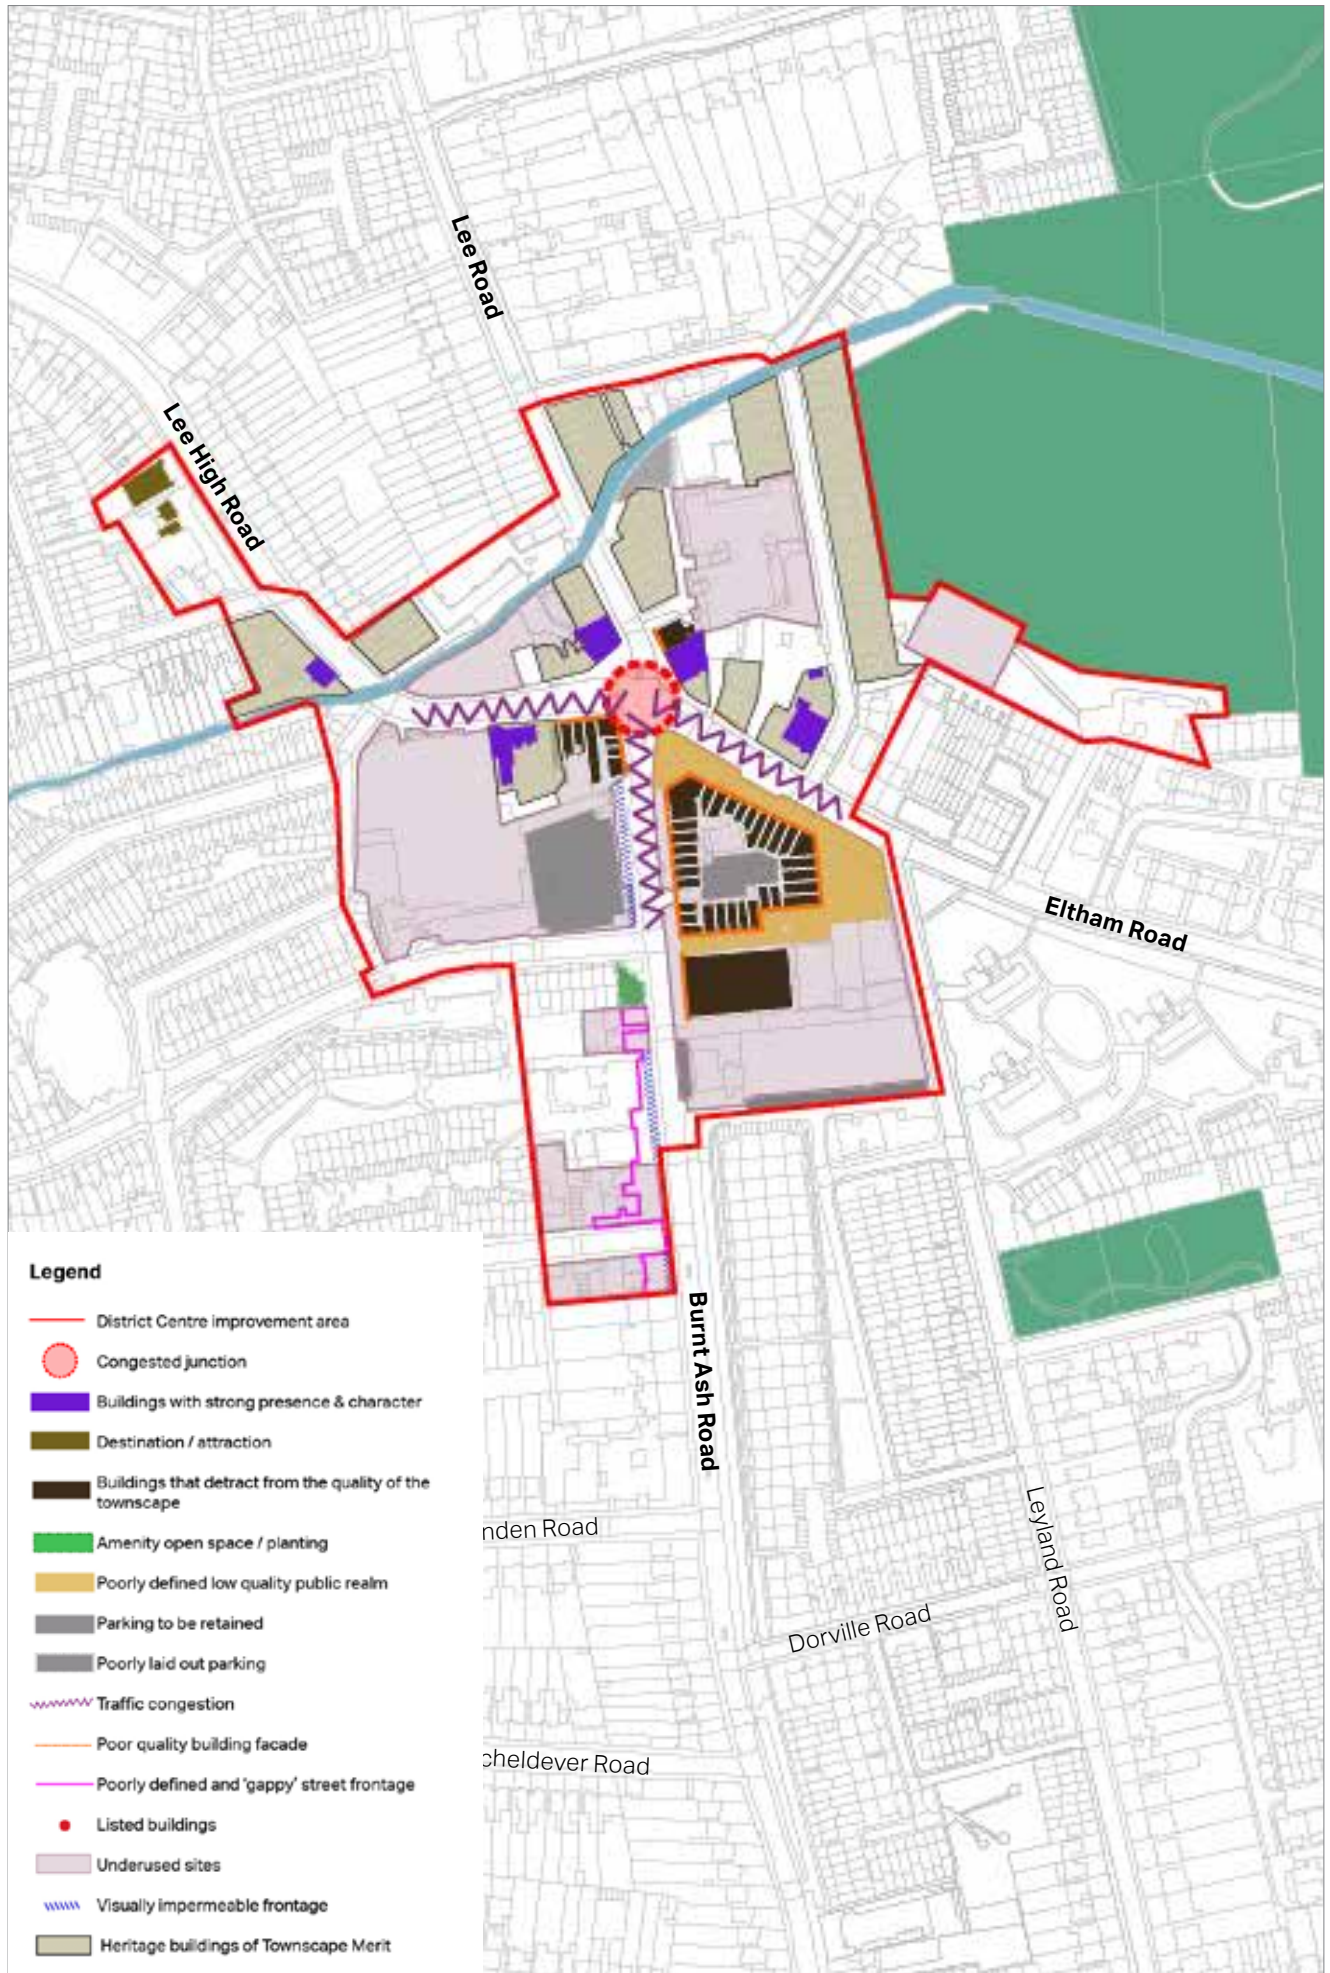 Lee Road
Lee High Road
Eltham Road
Burnt Ash Road
Leyland Road
nden Road
Dorville Road
cheldever Road
Legend
District Centre improvement area
Congested junction
Buildings with strong presence & character
Destination / attraction
Buildings that detract from the quality of the
townscape
Amenity open space / planting
Poorly defined low quality public realm
Parking to be retained
Poorly laid out parking
Traffic congestion
Poor quality building facade
Poorly defined and 'gappy' street frontage
Listed buildings
Underused sites
Visually impermeable frontage
Heritage buildings of Townscape Merit